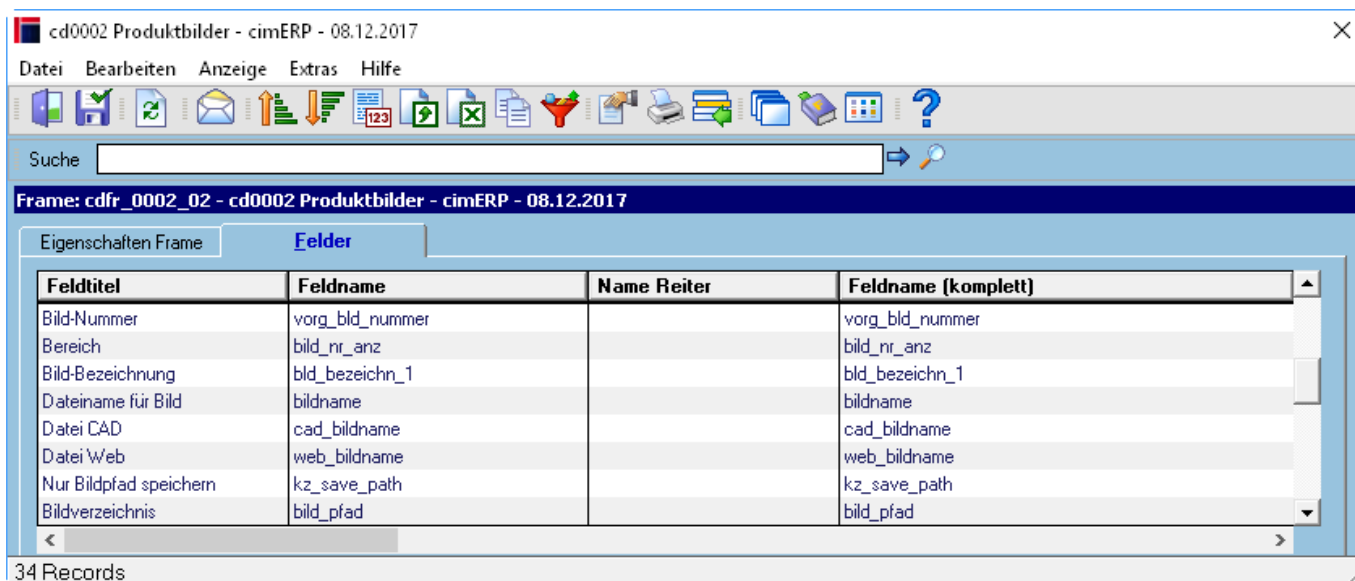 cd0002 Produktbilder - cimERP - 08.12.2017
Datei Bearbeiten Anzeige Extras Hilfe
123
Suche
Frame: cdfr_0002_02 - cd0002 Produktbilder - cimERP - 08.12.2017
Eigenschaften Frame Felder
Feldtitel Feldname Name Reiter Feldname (komplett)
Bild-Nummer vorg_bld_nummer vorg_bld_nummer
Bereich bild_nr_anz bild_nr_anz
Bild-Bezeichnung bld_bezeichn_1 bld_bezeichn_1
Dateiname für Bild bildname bildname
Datei CAD cad_bildname cad_bildname
Datei Web web_bildname web_bildname
Nur Bildpfad speichern kz_save_path kz_save_path
Bildverzeichnis bild_pfad bild_pfad
34 Records